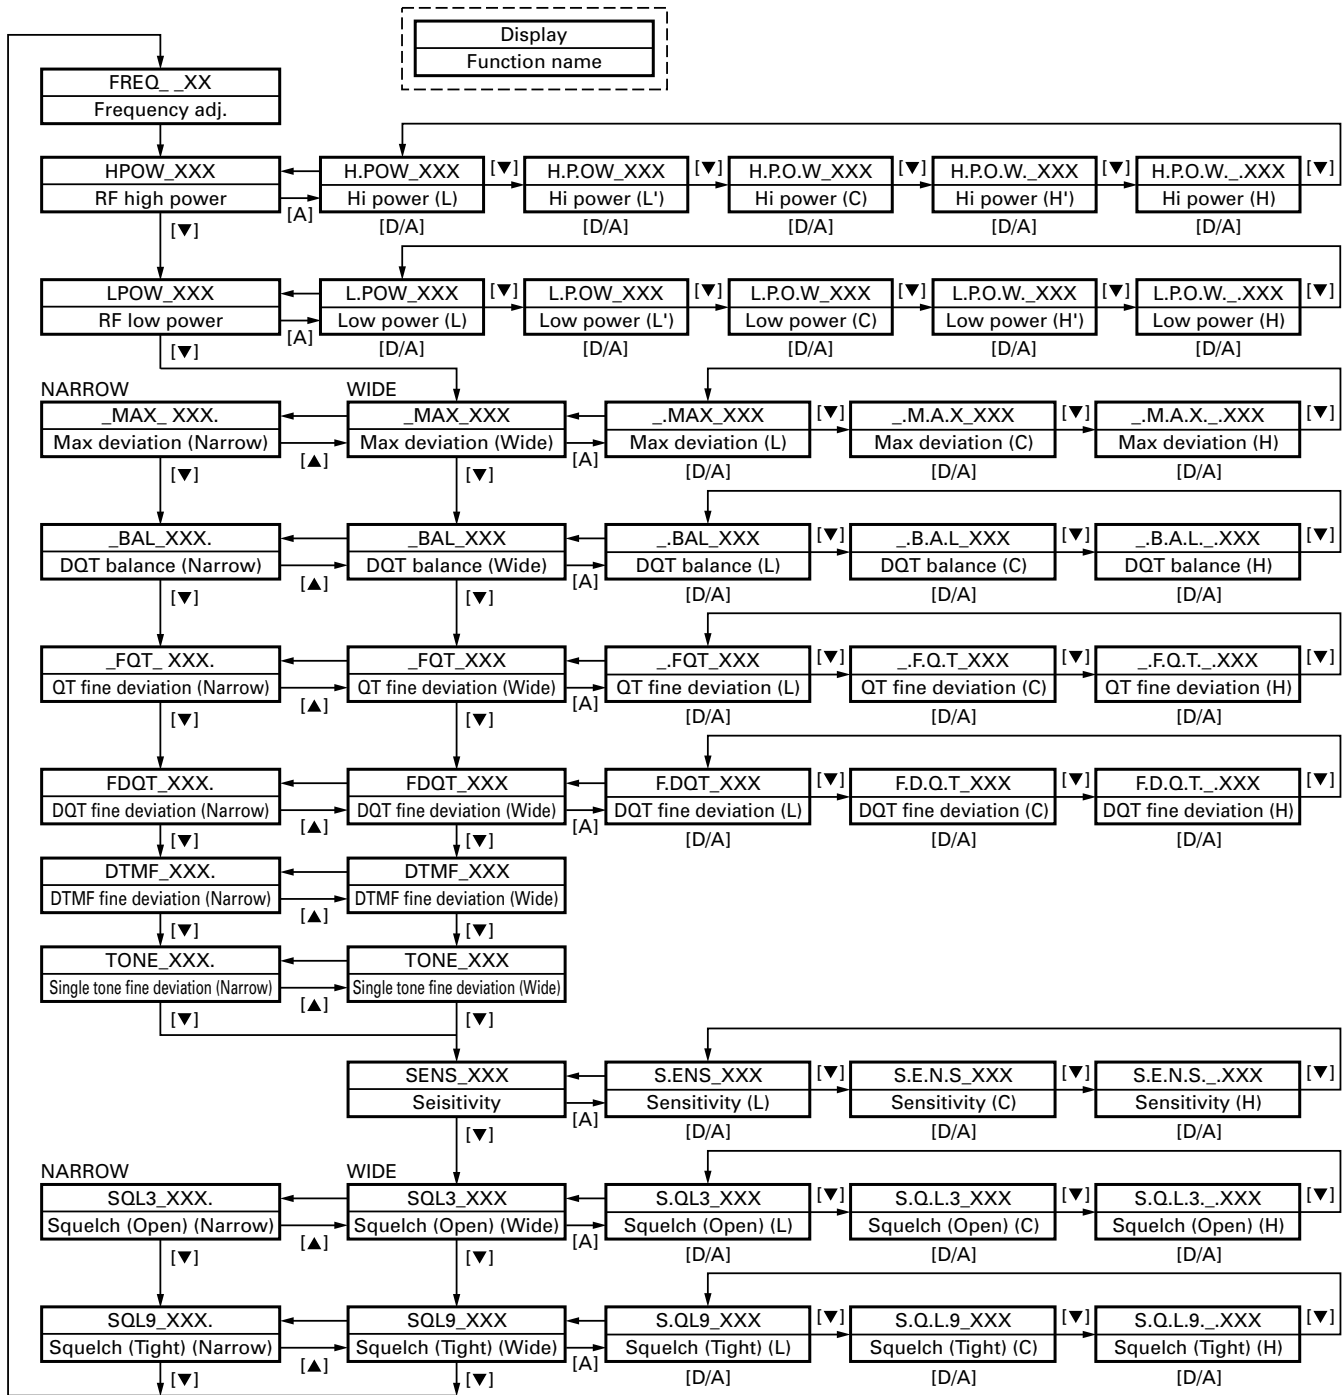 Display
Function name
FREQ_ _XX
Frequency adj.
HPOW_XXX H.POW_XXX [▼] H.P.OW_XXX [▼] H.P.O.W_XXX [▼] H.P.O.W._XXX [▼] H.P.O.W._.XXX [▼]
RF high power [A] Hi power (L) Hi power (L') Hi power (C) Hi power (H') Hi power (H)
[▼] [D/A] [D/A] [D/A] [D/A] [D/A]
LPOW_XXX L.POW_XXX [▼] L.P.OW_XXX [▼] L.P.O.W_XXX [▼] L.P.O.W._XXX [▼] L.P.O.W._.XXX [▼]
RF low power [A] Low power (L) Low power (L') Low power (C) Low power (H') Low power (H)
[▼] [D/A] [D/A] [D/A] [D/A] [D/A]
NARROW WIDE
_MAX_ XXX. _MAX_XXX _.MAX_XXX [▼] _.M.A.X_XXX [▼] _.M.A.X._.XXX [▼]
Max deviation (Narrow) [▲] Max deviation (Wide) [A] Max deviation (L) Max deviation (C) Max deviation (H)
[▼] [▼] [D/A] [D/A] [D/A]
_BAL_XXX. _BAL_XXX _.BAL_XXX [▼] _.B.A.L_XXX [▼] _.B.A.L._.XXX [▼]
DQT balance (Narrow) [▲] DQT balance (Wide) [A] DQT balance (L) DQT balance (C) DQT balance (H)
[▼] [▼] [D/A] [D/A] [D/A]
_FQT_ XXX. _FQT_XXX _.FQT_XXX [▼] _.F.Q.T_XXX [▼] _.F.Q.T._.XXX [▼]
QT fine deviation (Narrow) [▲] QT fine deviation (Wide) [A] QT fine deviation (L) QT fine deviation (C) QT fine deviation (H)
[▼] [▼] [D/A] [D/A] [D/A]
FDQT_XXX. FDQT_XXX F.DQT_XXX [▼] F.D.Q.T_XXX [▼] F.D.Q.T._.XXX [▼]
DQT fine deviation (Narrow) [▲] DQT fine deviation (Wide) [A] DQT fine deviation (L) DQT fine deviation (C) DQT fine deviation (H)
[▼] [▼] [D/A] [D/A] [D/A]
DTMF_XXX. DTMF_XXX
DTMF fine deviation (Narrow) [▲] DTMF fine deviation (Wide)
[▼] [▼]
TONE_XXX. TONE_XXX
Single tone fine deviation (Narrow) [▲] Single tone fine deviation (Wide)
[▼] [▼]
SENS_XXX S.ENS_XXX [▼] S.E.N.S_XXX [▼] S.E.N.S._.XXX [▼]
Seisitivity [A] Sensitivity (L) Sensitivity (C) Sensitivity (H)
[▼] [D/A] [D/A] [D/A]
NARROW WIDE
SQL3_XXX. SQL3_XXX S.QL3_XXX [▼] S.Q.L.3_XXX [▼] S.Q.L.3._.XXX [▼]
Squelch (Open) (Narrow) [▲] Squelch (Open) (Wide) [A] Squelch (Open) (L) Squelch (Open) (C) Squelch (Open) (H)
[▼] [▼] [D/A] [D/A] [D/A]
SQL9_XXX. SQL9_XXX S.QL9_XXX [▼] S.Q.L.9_XXX [▼] S.Q.L.9._.XXX [▼]
Squelch (Tight) (Narrow) [▲] Squelch (Tight) (Wide) [A] Squelch (Tight) (L) Squelch (Tight) (C) Squelch (Tight) (H)
[▼] [▼] [D/A] [D/A] [D/A]